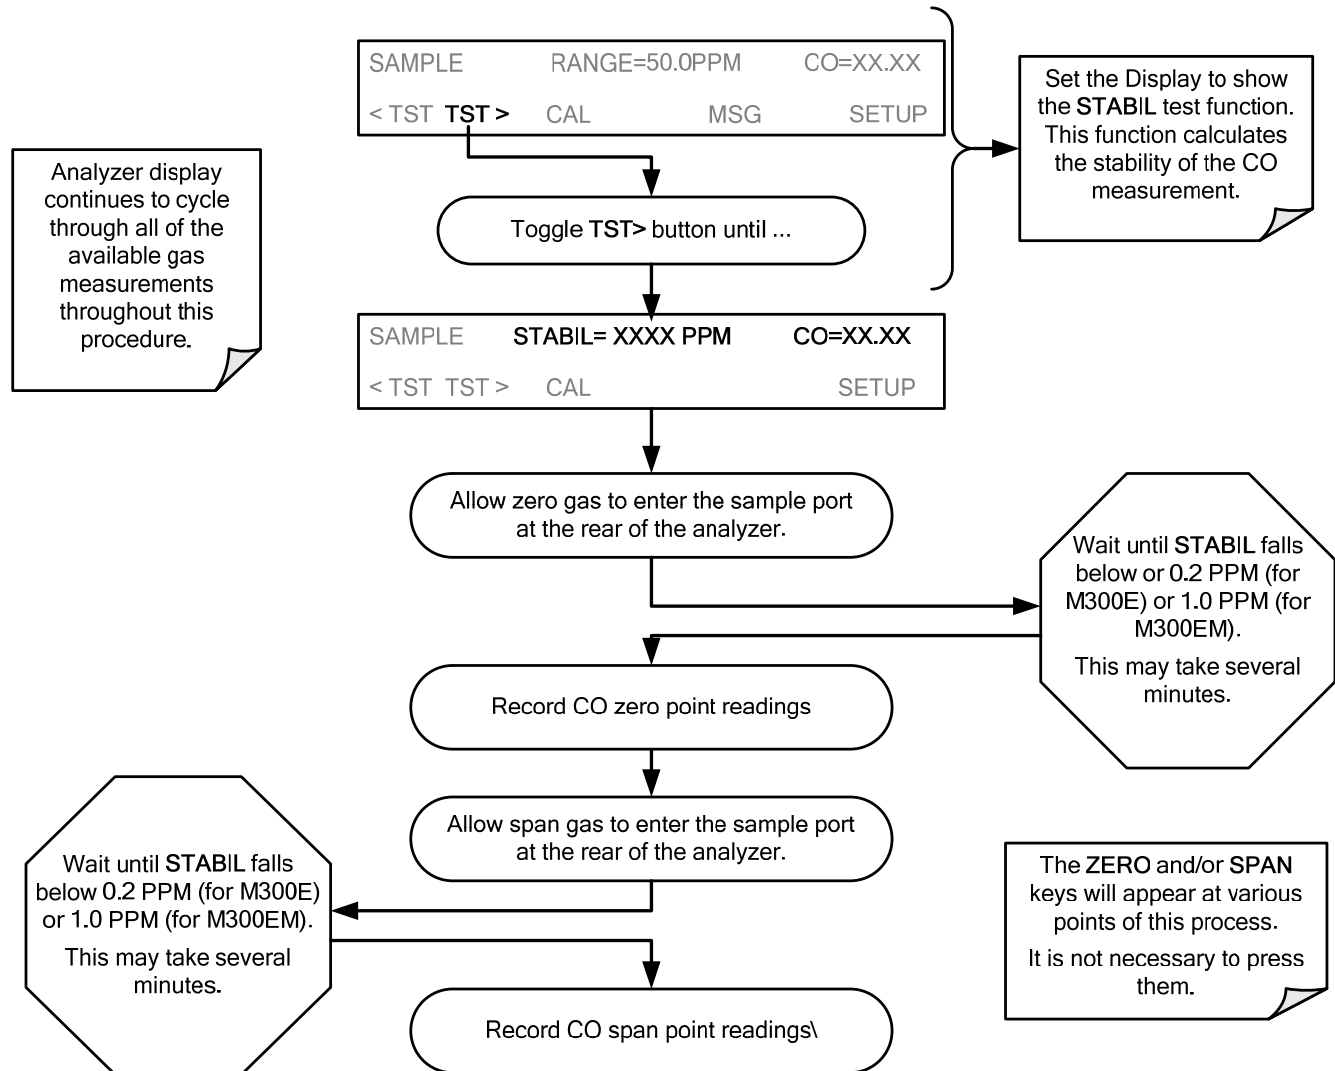 SAMPLE RANGE=50.0PPM CO=XX.XX
< TST TST > CAL MSG SETUP
Set the Display to show
the STABIL test function.
This function calculates
the stability of the CO
measurement.
Analyzer display
continues to cycle
through all of the
available gas
measurements
throughout this
procedure.
Toggle TST> button until ...
SAMPLE STABIL= XXXX PPM CO=XX.XX
< TST TST > CAL SETUP
Allow zero gas to enter the sample port
at the rear of the analyzer.
Wait until STABIL falls
below or 0.2 PPM (for
M300E) or 1.0 PPM (for
M300EM).
This may take several
minutes.
Record CO zero point readings
Allow span gas to enter the sample port
at the rear of the analyzer.
Wait until STABIL falls
below 0.2 PPM (for M300E)
or 1.0 PPM (for M300EM).
This may take several
minutes.
The ZERO and/or SPAN
keys will appear at various
points of this process.
It is not necessary to press
them.
Record CO span point readings\